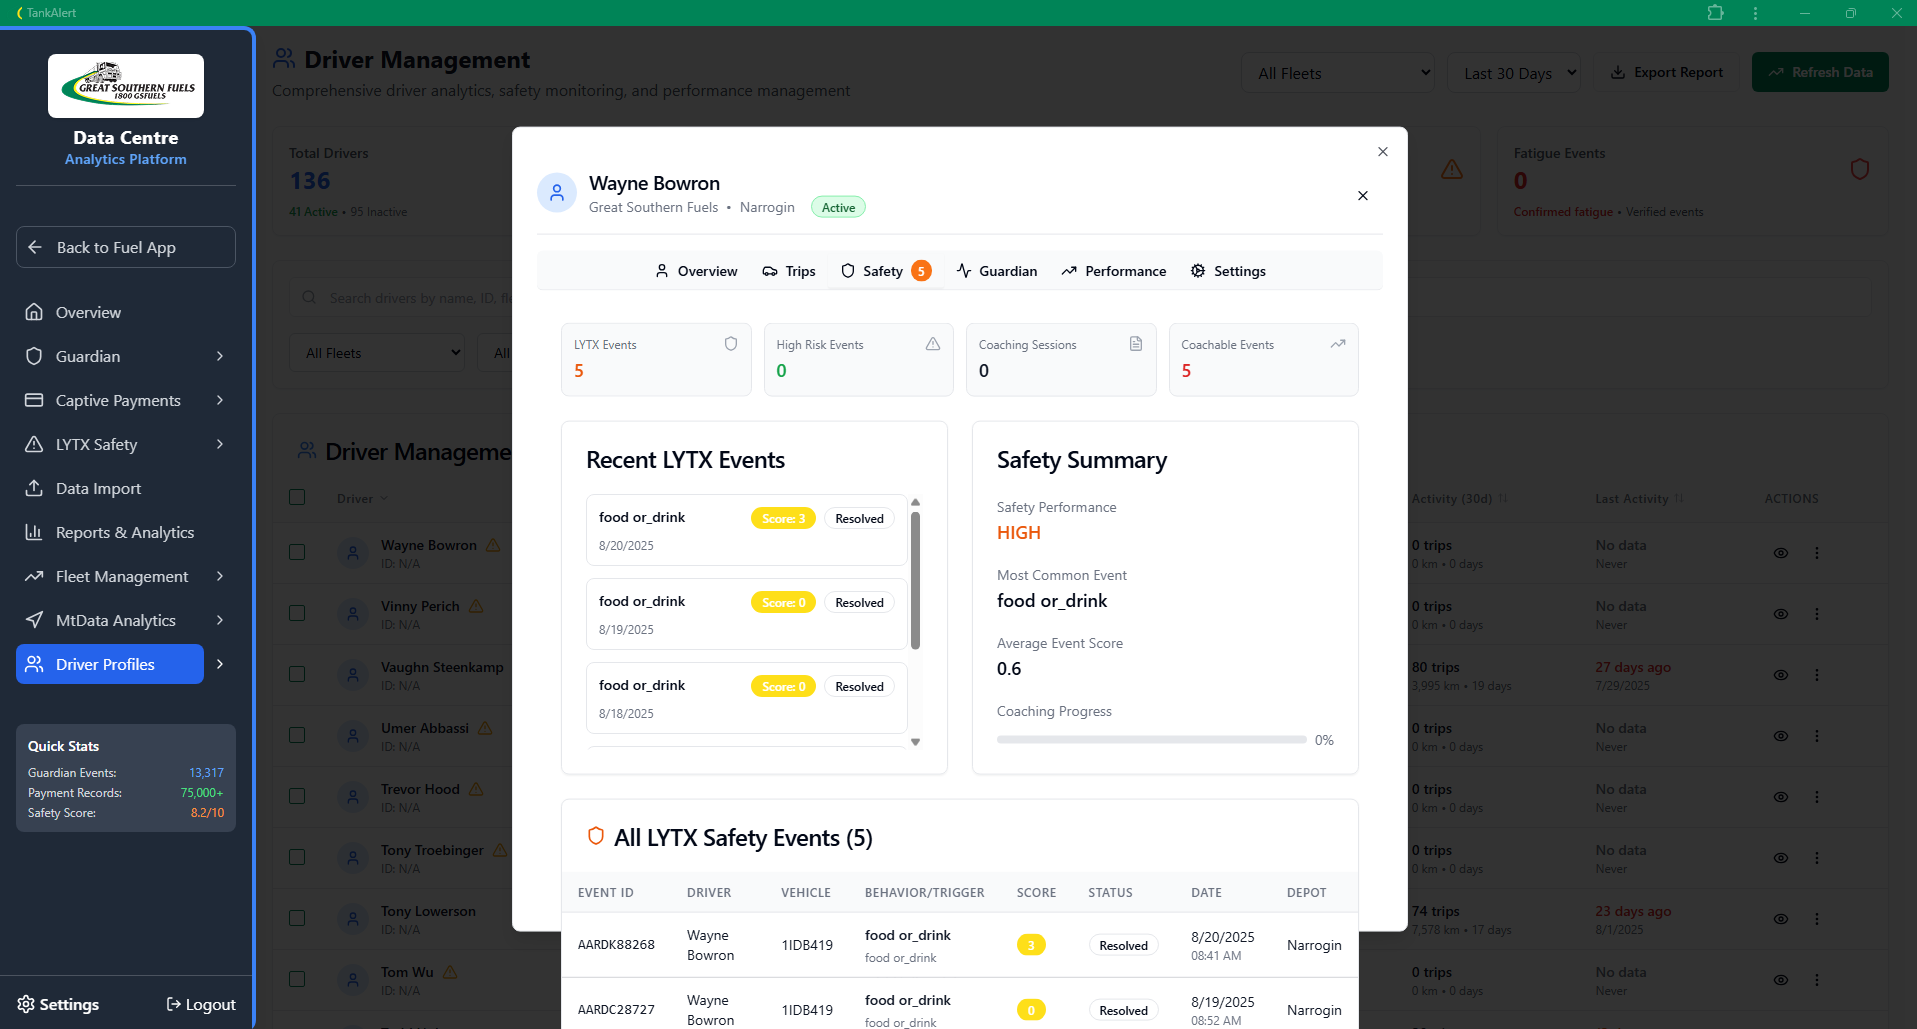 TankAlert
GREAT SOUTHERN FUELS
1800 GSFUELS
Data Centre
Analytics Platform
Back to Fuel App
Overview
Guardian
Captive Payments
LYTX Safety
Data Import
Reports & Analytics
Fleet Management
MtData Analytics
Driver Profiles
Quick Stats
Guardian Events: 13,317
Payment Records: 75,000+
Safety Score: 8.2/10
Settings
Logout
Driver Management
Comprehensive driver analytics, safety monitoring, and performance management
All Fleets
Last 30 Days
Export Report
Refresh Data
Total Drivers
136
41 Active • 95 Inactive
Fatigue Events
0
Confirmed fatigue • Verified events
Search drivers by name, ID, fle
All Fleets
All
Driver Manageme
Driver
Activity (30d)
Last Activity
ACTIONS
Wayne Bowron
ID: N/A
0 trips
0 km • 0 days
No data
Never
Vinny Perich
ID: N/A
0 trips
0 km • 0 days
No data
Never
Vaughn Steenkamp
ID: N/A
80 trips
3,995 km • 19 days
27 days ago
7/29/2025
Umer Abbassi
ID: N/A
0 trips
0 km • 0 days
No data
Never
Trevor Hood
ID: N/A
0 trips
0 km • 0 days
No data
Never
Tony Troebinger
ID: N/A
0 trips
0 km • 0 days
No data
Never
Tony Lowerson
ID: N/A
74 trips
7,578 km • 17 days
23 days ago
8/1/2025
Tom Wu
ID: N/A
0 trips
0 km • 0 days
No data
Never
Wayne Bowron
Great Southern Fuels • Narrogin
Active
Overview
Trips
Safety 5
Guardian
Performance
Settings
LYTX Events
5
High Risk Events
0
Coaching Sessions
0
Coachable Events
5
Recent LYTX Events
food or_drink Score: 3 Resolved
8/20/2025
food or_drink Score: 0 Resolved
8/19/2025
food or_drink Score: 0 Resolved
8/18/2025
Safety Summary
Safety Performance
HIGH
Most Common Event
food or_drink
Average Event Score
0.6
Coaching Progress
0%
All LYTX Safety Events (5)
EVENT ID DRIVER VEHICLE BEHAVIOR/TRIGGER SCORE STATUS DATE DEPOT
AARDK88268
Wayne
Bowron
1IDB419
food or_drink
food or_drink
3
Resolved
8/20/2025
08:41 AM
Narrogin
AARDC28727
Wayne
Bowron
1IDB419
food or_drink
food or_drink
0
Resolved
8/19/2025
08:52 AM
Narrogin